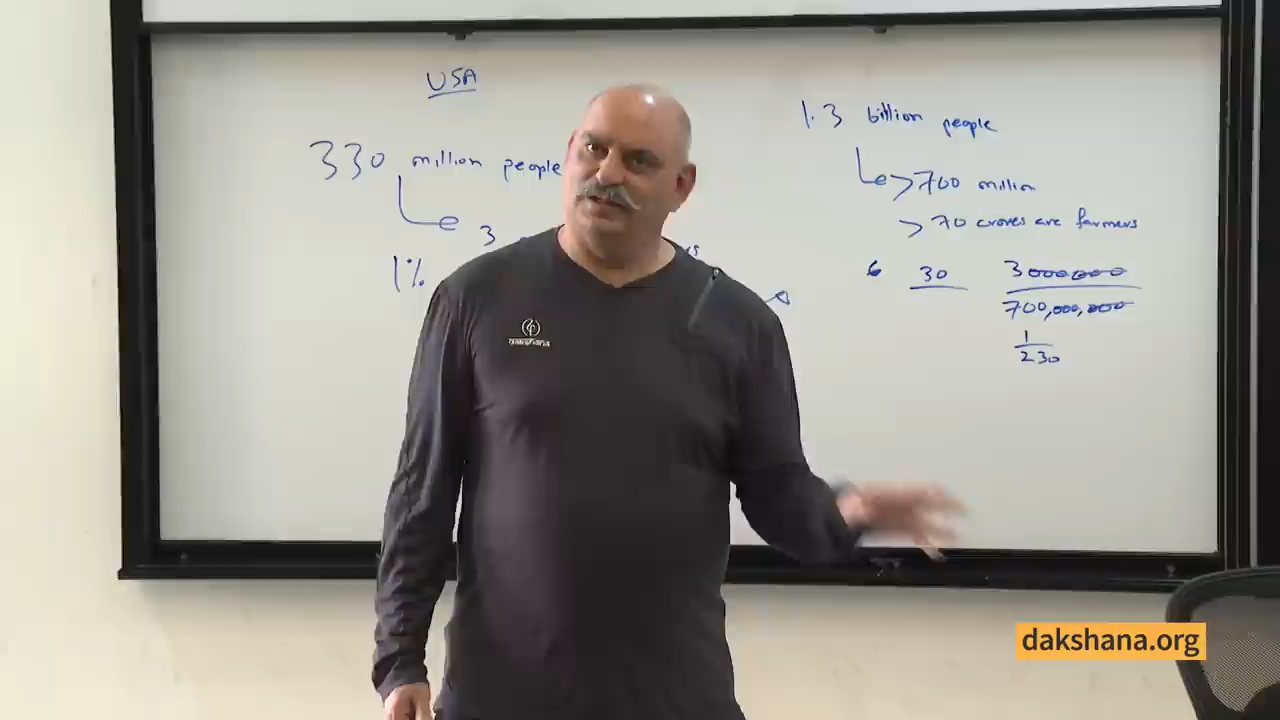 USA
330 million people
3
1%
1.3 billion people
>700 million
>70 crores are farmers
6 30 3000000
700,000,000
1
230
dakshana
dakshana.org